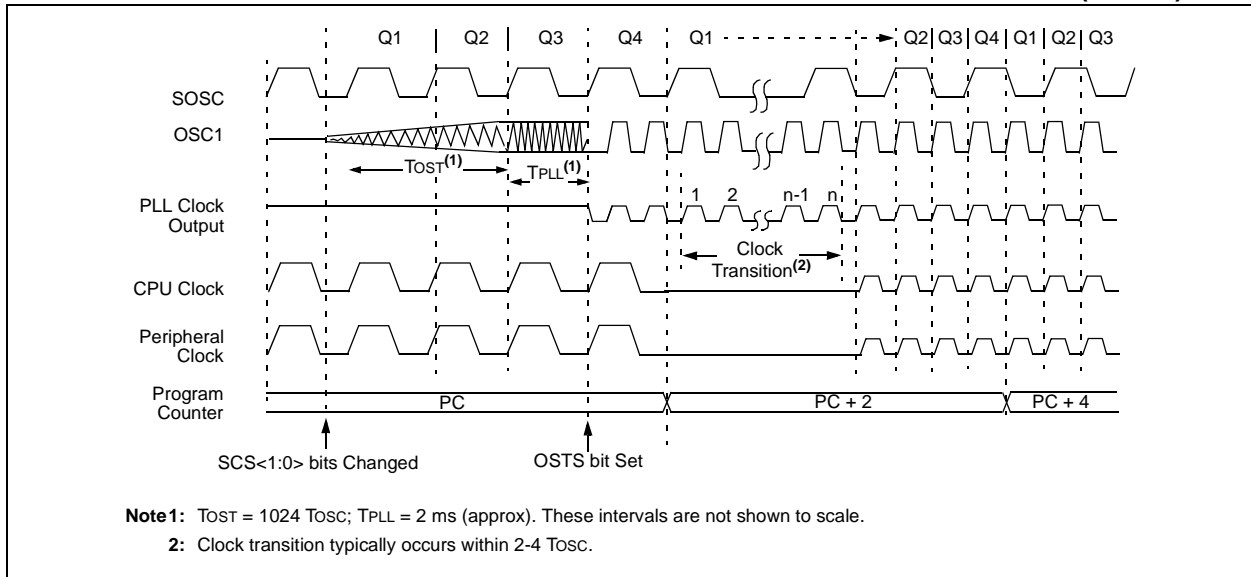 Q1 Q2 Q3 Q4 Q1 Q2 Q3 Q4 Q1 Q2 Q3
SOSC
OSC1
TOST(1)
TPLL(1)
1 2 n-1 n
PLL Clock
Output
Clock
Transition(2)
CPU Clock
Peripheral
Clock
Program
Counter
PC PC + 2 PC + 4
SCS<1:0> bits Changed
OSTS bit Set
Note1: TOST = 1024 TOSC; TPLL = 2 ms (approx). These intervals are not shown to scale.
2: Clock transition typically occurs within 2-4 TOSC.